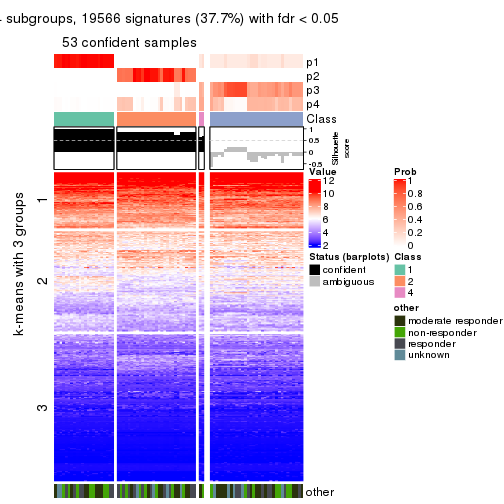 subgroups, 19566 signatures (37.7%) with fdr < 0.05
53 confident samples
p1
p2
p3
p4
Class
1
0.5
0
-0.5
Silhouette score
k-means with 3 groups
1
2
3
Value
12
10
8
6
4
2
Prob
1
0.8
0.6
0.4
0.2
0
Status (barplots)
confident
ambiguous
Class
1
2
4
other
moderate responder
non-responder
responder
unknown
other